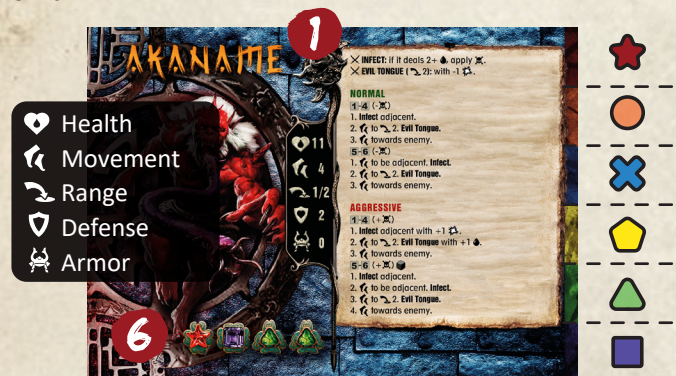 1
AKANAME
INFECT: if it deals 2+ , apply .
EVIL TONGUE ( 2): with -1 .
NORMAL
1-4 (- )
1. Infect adjacent.
2. to 2. Evil Tongue.
3. towards enemy.
5-6 (- )
1. to be adjacent. Infect.
2. to 2. Evil Tongue.
3. towards enemy.
AGGRESSIVE
1-4 (+ )
1. Infect adjacent with +1 .
2. to 2. Evil Tongue with +1 .
3. towards enemy.
5-6 (+ )
1. Infect adjacent.
2. to be adjacent. Infect.
3. to 2. Evil Tongue.
4. towards enemy.
11
4
1/2
2
0
Health
Movement
Range
Defense
Armor
6